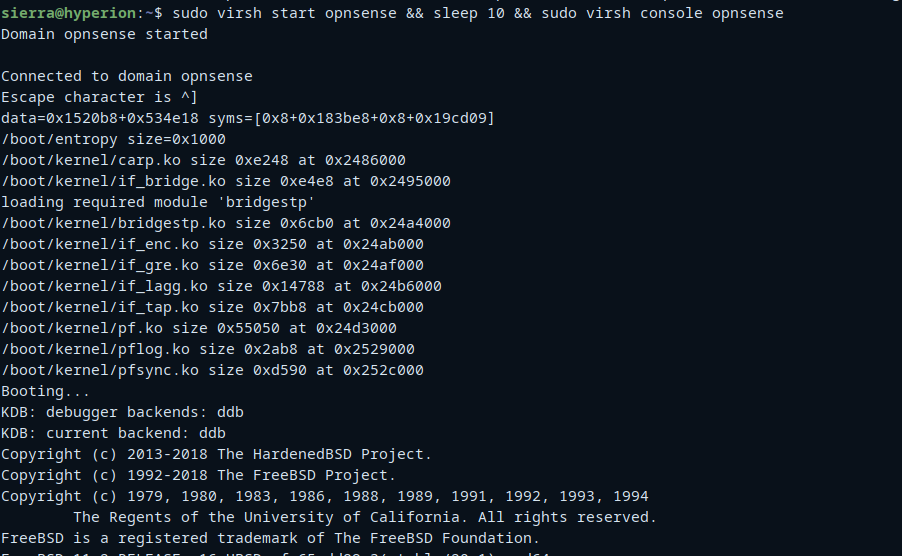 sierra@hyperion:~$ sudo virsh start opnsense && sleep 10 && sudo virsh console opnsense
Domain opnsense started
Connected to domain opnsense
Escape character is ^]
data=0x1520b8+0x534e18 syms=[0x8+0x183be8+0x8+0x19cd09]
/boot/entropy size=0x1000
/boot/kernel/carp.ko size 0xe248 at 0x2486000
/boot/kernel/if_bridge.ko size 0xe4e8 at 0x2495000
loading required module 'bridgestp'
/boot/kernel/bridgestp.ko size 0x6cb0 at 0x24a4000
/boot/kernel/if_enc.ko size 0x3250 at 0x24ab000
/boot/kernel/if_gre.ko size 0x6e30 at 0x24af000
/boot/kernel/if_lagg.ko size 0x14788 at 0x24b6000
/boot/kernel/if_tap.ko size 0x7bb8 at 0x24cb000
/boot/kernel/pf.ko size 0x55050 at 0x24d3000
/boot/kernel/pflog.ko size 0x2ab8 at 0x2529000
/boot/kernel/pfsync.ko size 0xd590 at 0x252c000
Booting...
KDB: debugger backends: ddb
KDB: current backend: ddb
Copyright (c) 2013-2018 The HardenedBSD Project.
Copyright (c) 1992-2018 The FreeBSD Project.
Copyright (c) 1979, 1980, 1983, 1986, 1988, 1989, 1991, 1992, 1993, 1994
The Regents of the University of California. All rights reserved.
FreeBSD is a registered trademark of The FreeBSD Foundation.